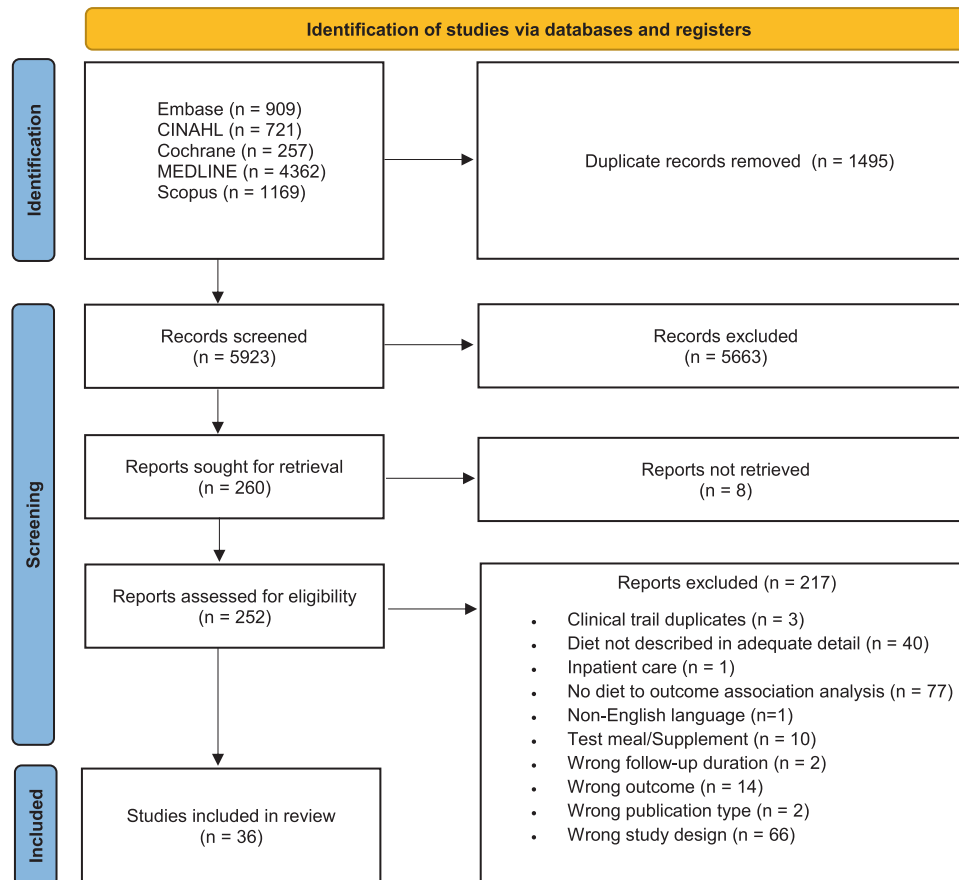 Identification of studies via databases and registers
Identification
Embase (n = 909)
CINAHL (n = 721)
Cochrane (n = 257)
MEDLINE (n = 4362)
Scopus (n = 1169)
Duplicate records removed (n = 1495)
Screening
Records screened
(n = 5923)
Records excluded
(n = 5663)
Reports sought for retrieval
(n = 260)
Reports not retrieved
(n = 8)
Reports assessed for eligibility
(n = 252)
Reports excluded (n = 217)
• Clinical trail duplicates (n = 3)
• Diet not described in adequate detail (n = 40)
• Inpatient care (n = 1)
• No diet to outcome association analysis (n = 77)
• Non-English language (n=1)
• Test meal/Supplement (n = 10)
• Wrong follow-up duration (n = 2)
• Wrong outcome (n = 14)
• Wrong publication type (n = 2)
• Wrong study design (n = 66)
Included
Studies included in review
(n = 36)